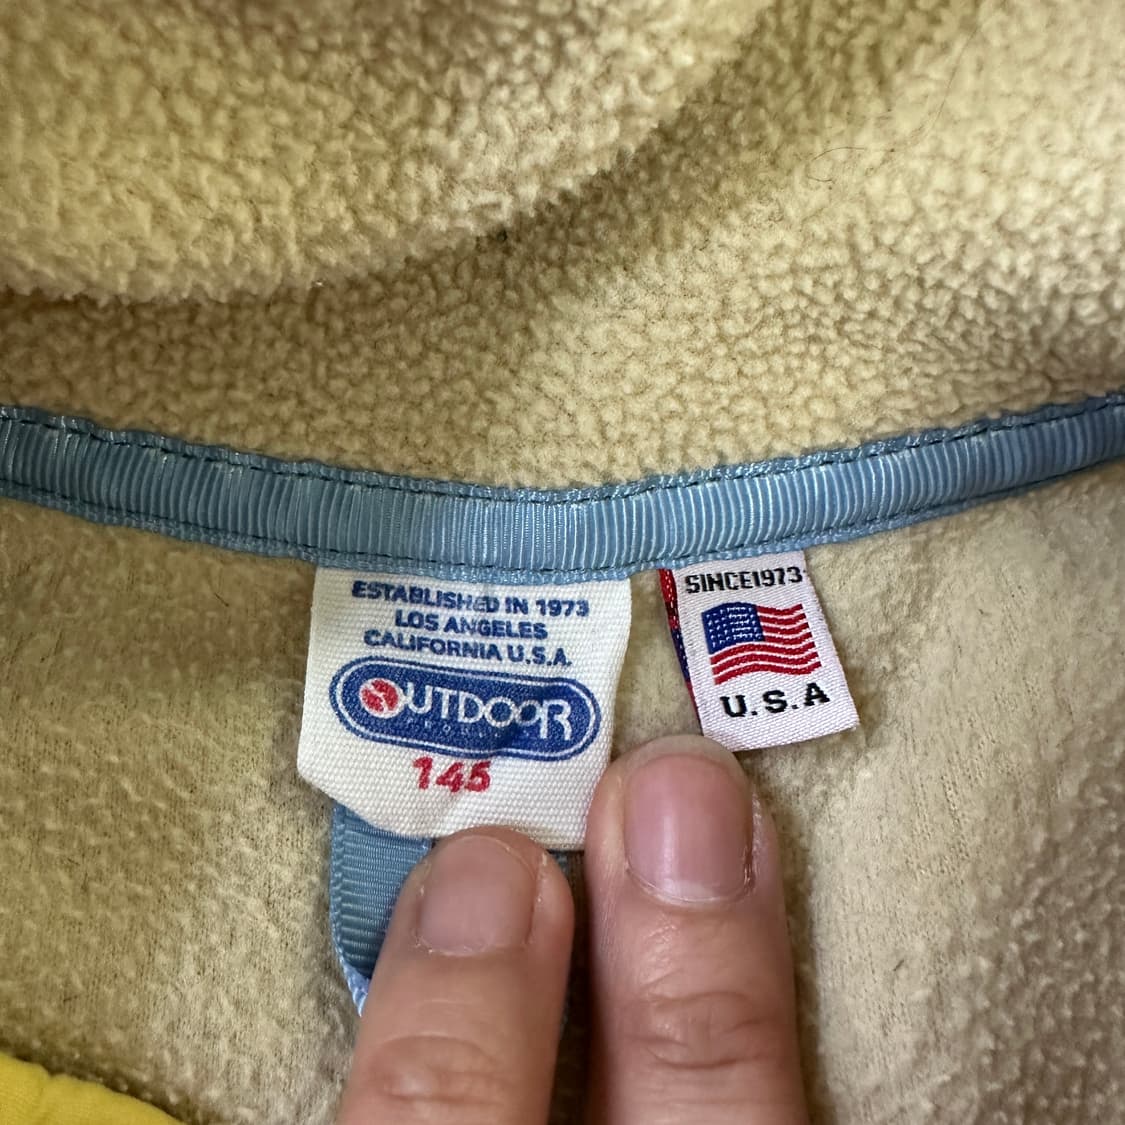 ESTABLISHED IN 1973
LOS ANGELES
CALIFORNIA U.S.A.
OUTDOOR
145
SINCE1973
U.S.A